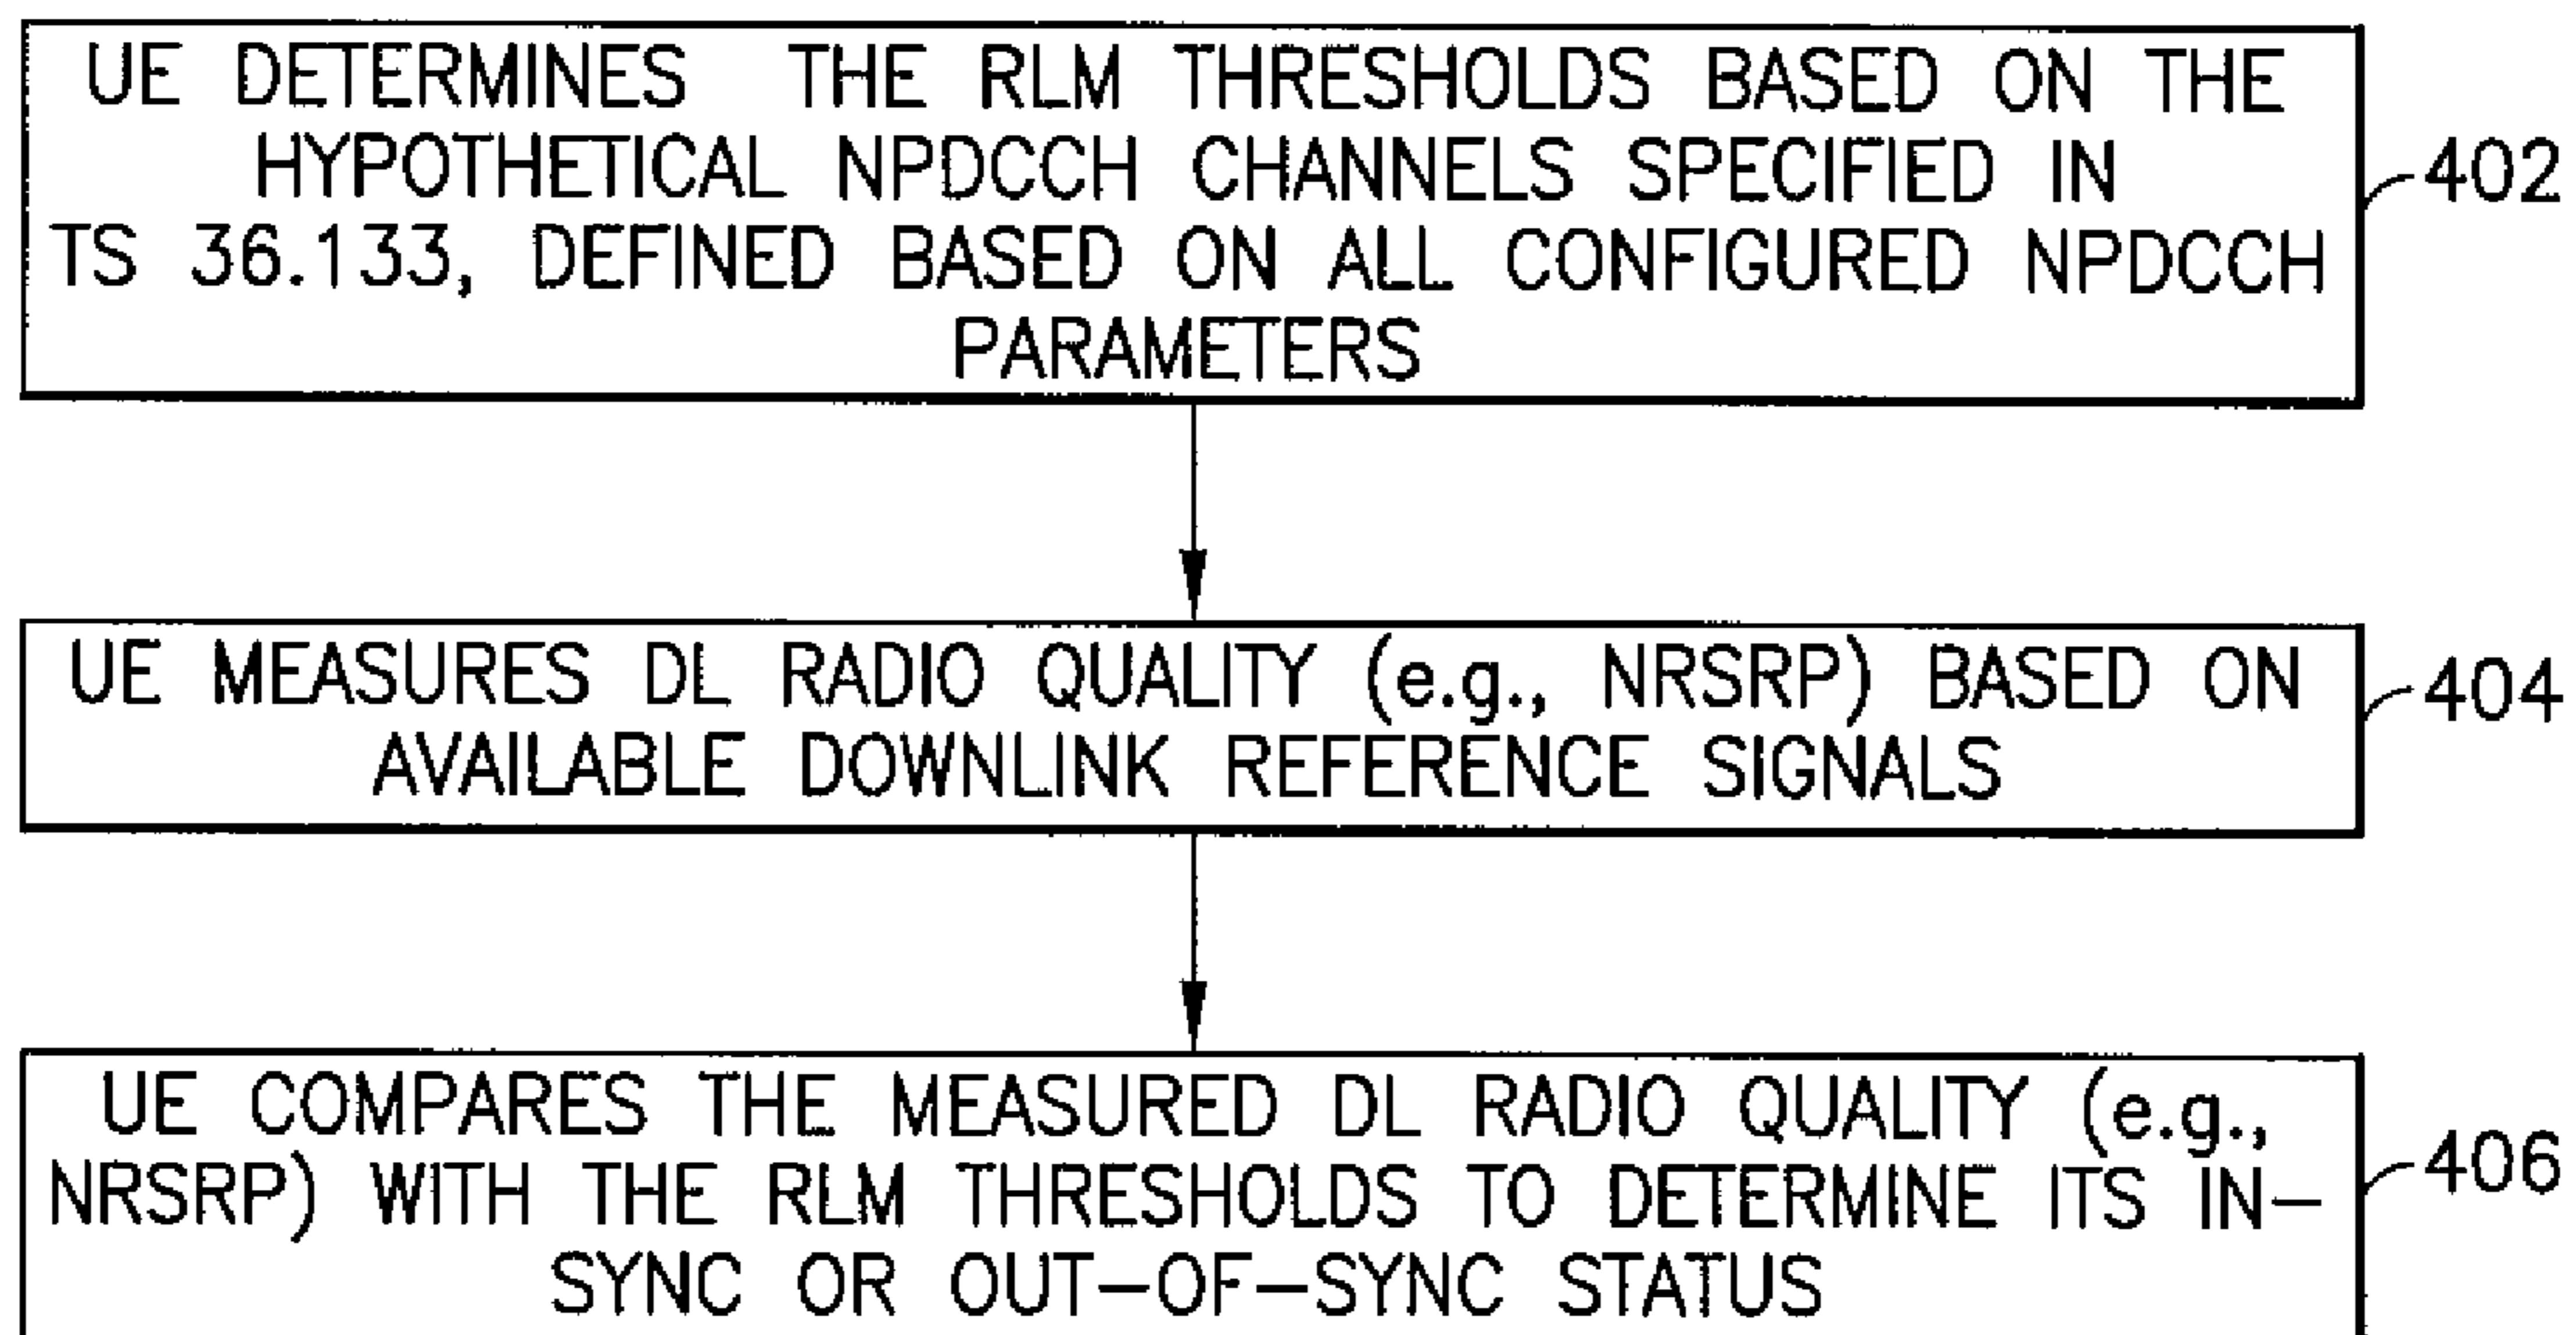 UE DETERMINES THE RLM THRESHOLDS BASED ON THE
HYPOTHETICAL NPDCCH CHANNELS SPECIFIED IN
TS 36.133, DEFINED BASED ON ALL CONFIGURED NPDCCH
PARAMETERS
402
UE MEASURES DL RADIO QUALITY (e.g., NRSRP) BASED ON
AVAILABLE DOWNLINK REFERENCE SIGNALS
404
UE COMPARES THE MEASURED DL RADIO QUALITY (e.g.,
NRSRP) WITH THE RLM THRESHOLDS TO DETERMINE ITS IN-
SYNC OR OUT-OF-SYNC STATUS
406